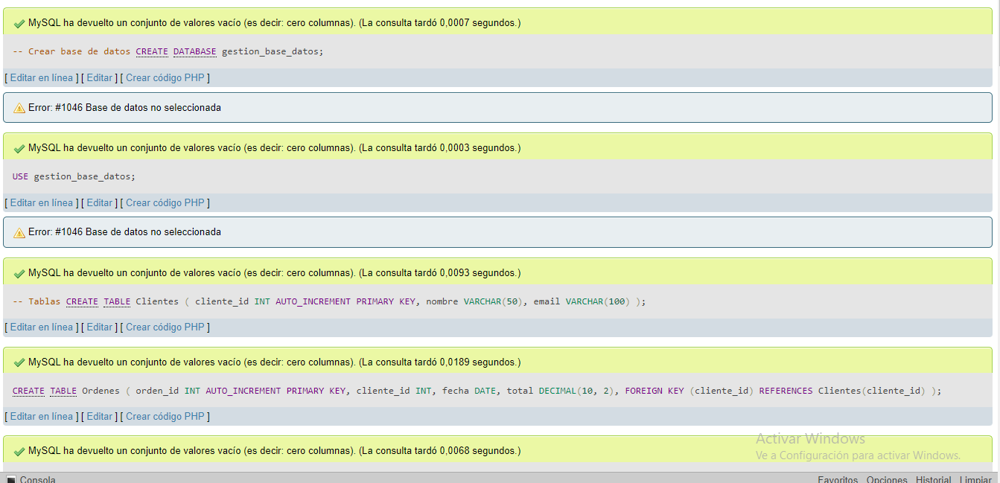 MySQL ha devuelto un conjunto de valores vacío (es decir: cero columnas). (La consulta tardó 0,0007 segundos.)
-- Crear base de datos CREATE DATABASE gestion_base_datos;
[ Editar en línea ] [ Editar ] [ Crear código PHP ]
Error: #1046 Base de datos no seleccionada
MySQL ha devuelto un conjunto de valores vacío (es decir: cero columnas). (La consulta tardó 0,0003 segundos.)
USE gestion_base_datos;
[ Editar en línea ] [ Editar ] [ Crear código PHP ]
Error: #1046 Base de datos no seleccionada
MySQL ha devuelto un conjunto de valores vacío (es decir: cero columnas). (La consulta tardó 0,0093 segundos.)
-- Tablas CREATE TABLE Clientes ( cliente_id INT AUTO_INCREMENT PRIMARY KEY, nombre VARCHAR(50), email VARCHAR(100) );
[ Editar en línea ] [ Editar ] [ Crear código PHP ]
MySQL ha devuelto un conjunto de valores vacío (es decir: cero columnas). (La consulta tardó 0,0189 segundos.)
CREATE TABLE Ordenes ( orden_id INT AUTO_INCREMENT PRIMARY KEY, cliente_id INT, fecha DATE, total DECIMAL(10, 2), FOREIGN KEY (cliente_id) REFERENCES Clientes(cliente_id) );
[ Editar en línea ] [ Editar ] [ Crear código PHP ]
MySQL ha devuelto un conjunto de valores vacío (es decir: cero columnas). (La consulta tardó 0,0068 segundos.)
Activar Windows
Ve a Configuración para activar Windows.
Consola Favoritos Opciones Historial Limpiar